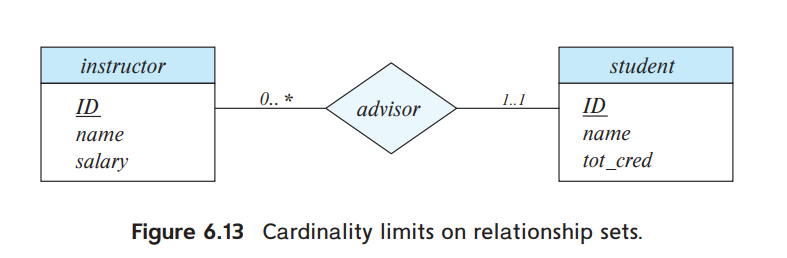 instructor
ID
name
salary
0.. *
advisor
1..1
student
ID
name
tot_cred
Figure 6.13 Cardinality limits on relationship sets.